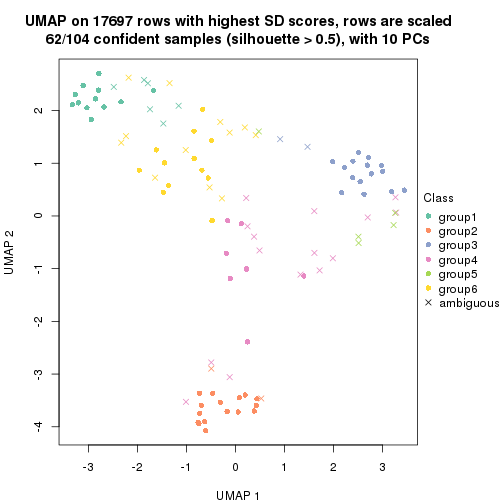 UMAP on 17697 rows with highest SD scores, rows are scaled
62/104 confident samples (silhouette > 0.5), with 10 PCs
UMAP 2
2
1
0
-1
-2
-3
-4
-3
-2
-1
0
1
2
3
UMAP 1
Class
group1
group2
group3
group4
group5
group6
ambiguous